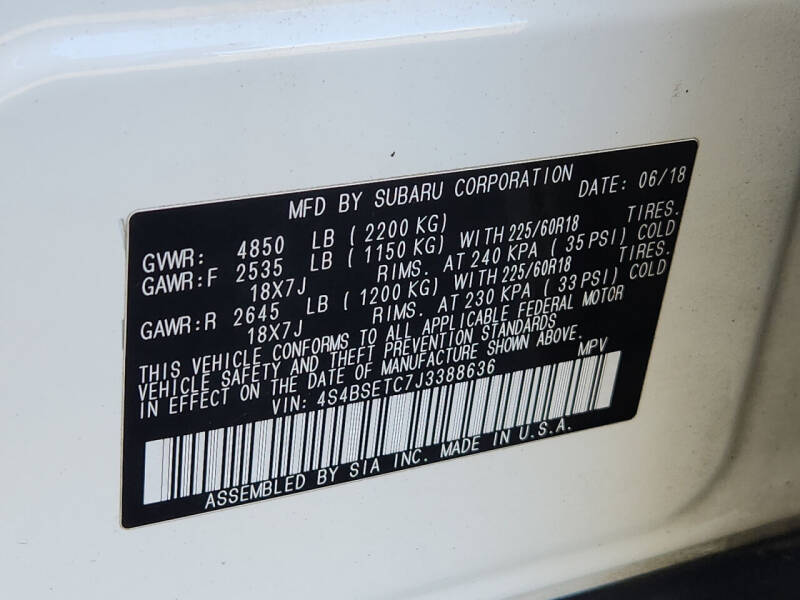 MFD BY SUBARU CORPORATION DATE: 06/18
GVWR: 4850 LB ( 2200 KG)
GAWR:F 2535 LB ( 1150 KG) WITH 225/60R18 TIRES.
18X7J RIMS. AT 240 KPA ( 35 PSI) COLD
GAWR:R 2645 LB ( 1200 KG) WITH 225/60R18 TIRES.
18X7J RIMS. AT 230 KPA ( 33 PSI) COLD
THIS VEHICLE CONFORMS TO ALL APPLICABLE FEDERAL MOTOR
VEHICLE SAFETY AND THEFT PREVENTION STANDARDS
IN EFFECT ON THE DATE OF MANUFACTURE SHOWN ABOVE.
VIN: 4S4BSETC7J3388636 MPV
ASSEMBLED BY SIA INC. MADE IN U.S.A.